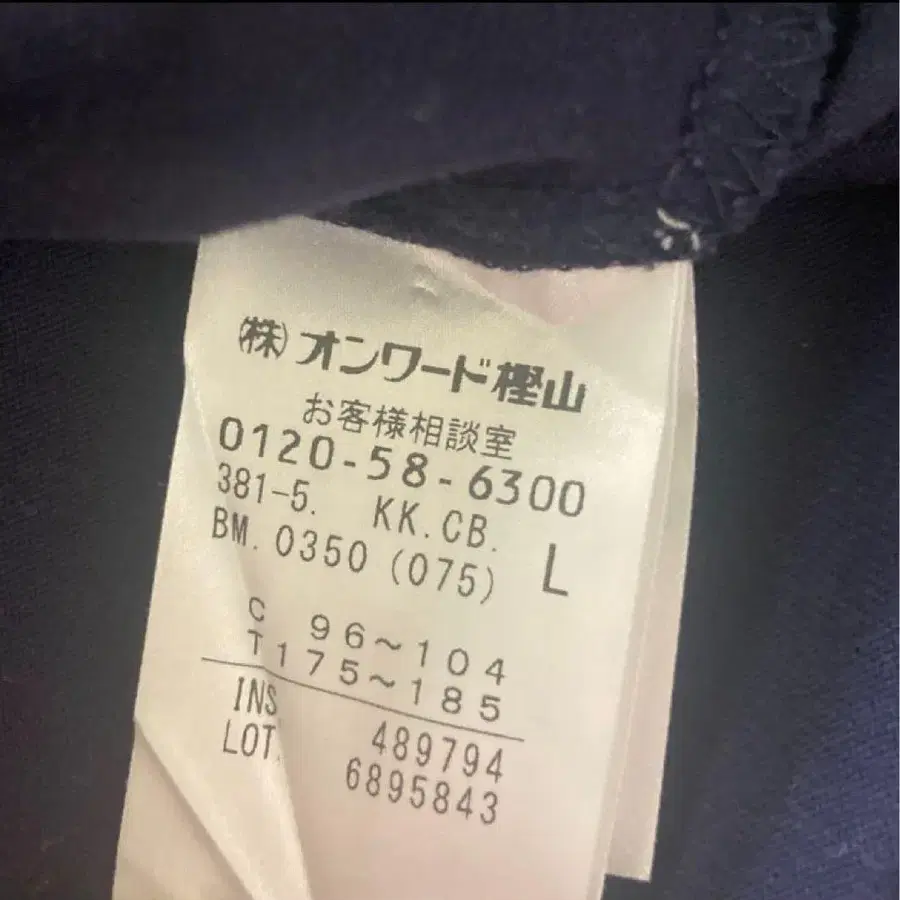 ㈱オンワード樫山
お客様相談室
0120-58-6300
381-5. KK.CB.
BM. 0350 (075) L
C 96~104
T175~185
INS 489794
LOT. 6895843